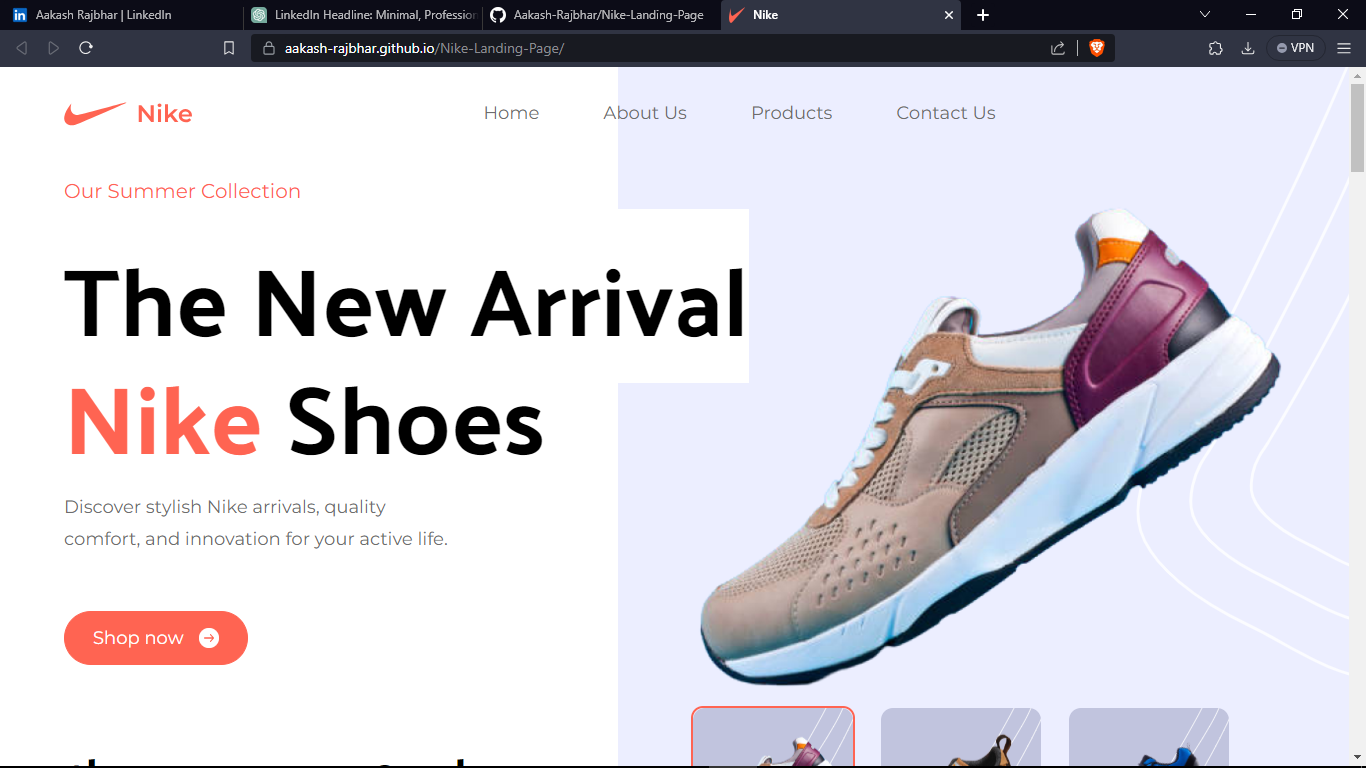 Aakash Rajbhar | LinkedIn
LinkedIn Headline: Minimal, Profession
Aakash-Rajbhar/Nike-Landing-Page
Nike
aakash-rajbhar.github.io/Nike-Landing-Page/
VPN
Nike
Home
About Us
Products
Contact Us
Our Summer Collection
The New Arrival
Nike Shoes
Discover stylish Nike arrivals, quality
comfort, and innovation for your active life.
Shop now